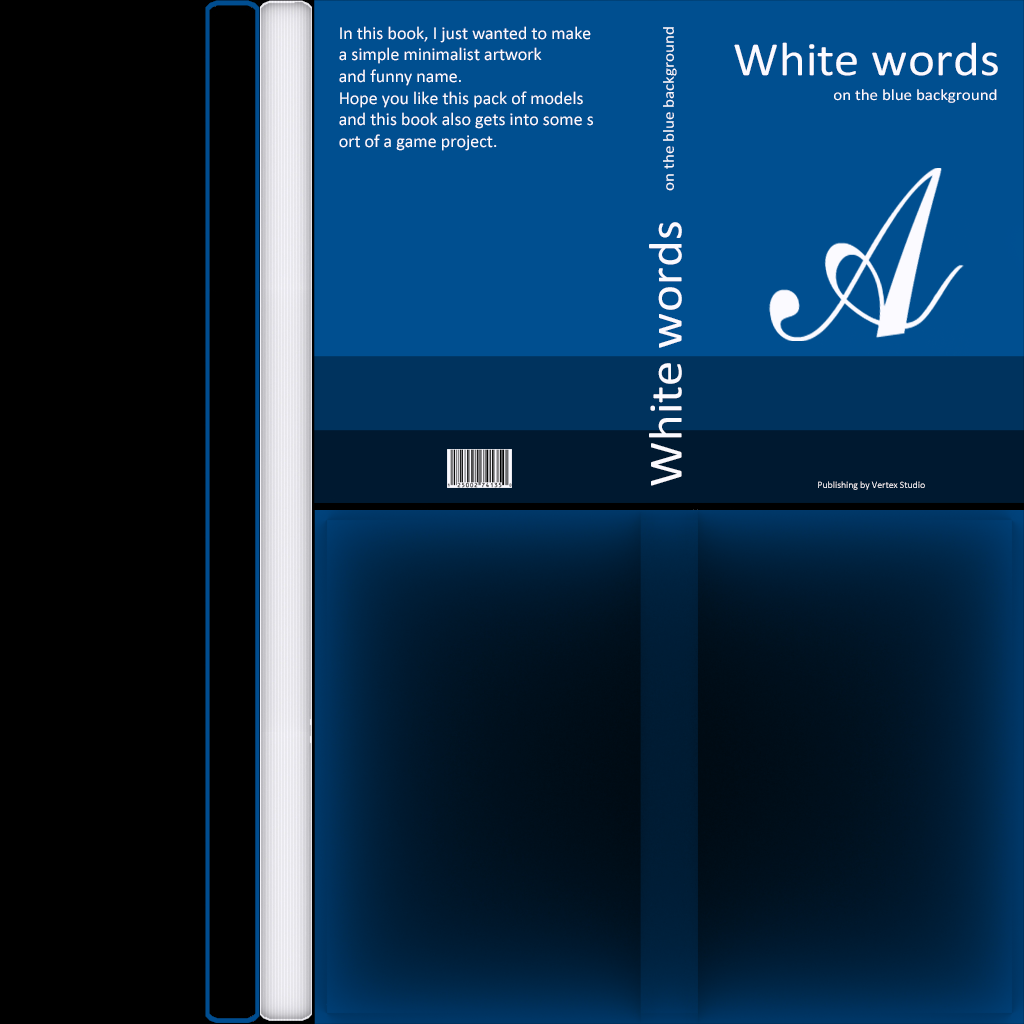 In this book, I just wanted to make
a simple minimalist artwork
and funny name.
Hope you like this pack of models
and this book also gets into some s
ort of a game project.
on the blue background
White words
White words
on the blue background
A
Publishing by Vertex Studio